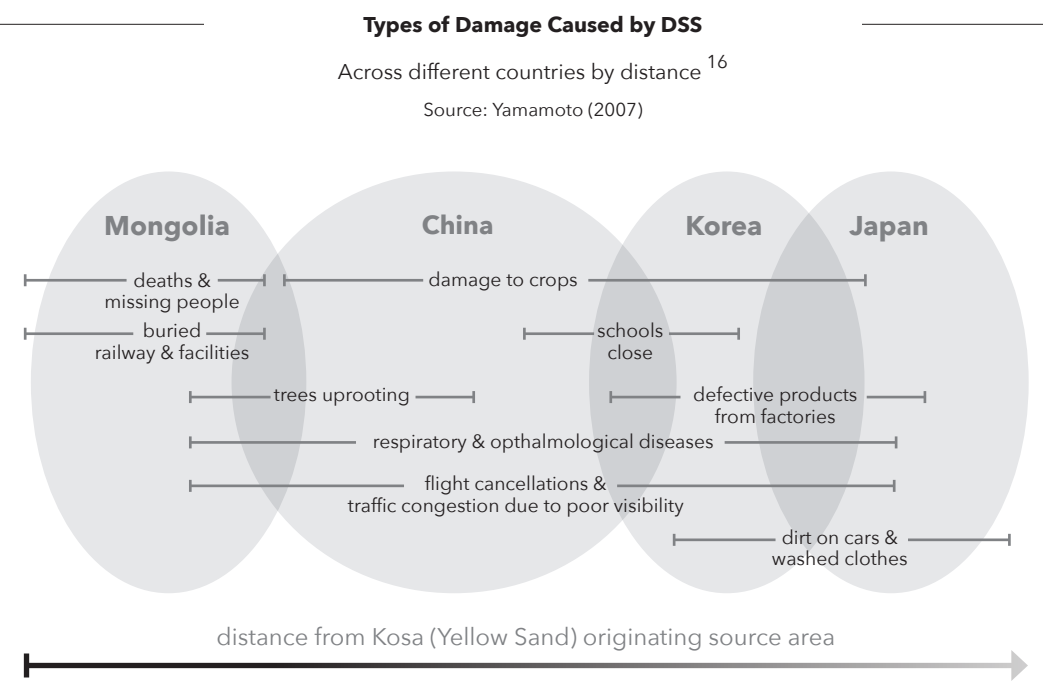 Types of Damage Caused by DSS
Across different countries by distance 16
Source: Yamamoto (2007)
Mongolia
China
Korea
Japan
deaths &
missing people
damage to crops
buried
railway & facilities
schools
close
trees uprooting
defective products
from factories
respiratory & opthalmological diseases
flight cancellations &
traffic congestion due to poor visibility
dirt on cars &
washed clothes
distance from Kosa (Yellow Sand) originating source area